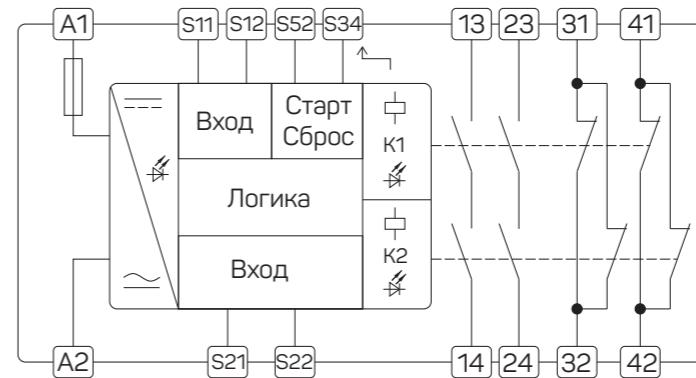 A1 S11 S12 S52 S34 13 23 31 41
Вход
Старт
Сброс
K1
Логика
Вход
K2
A2 S21 S22 14 24 32 42